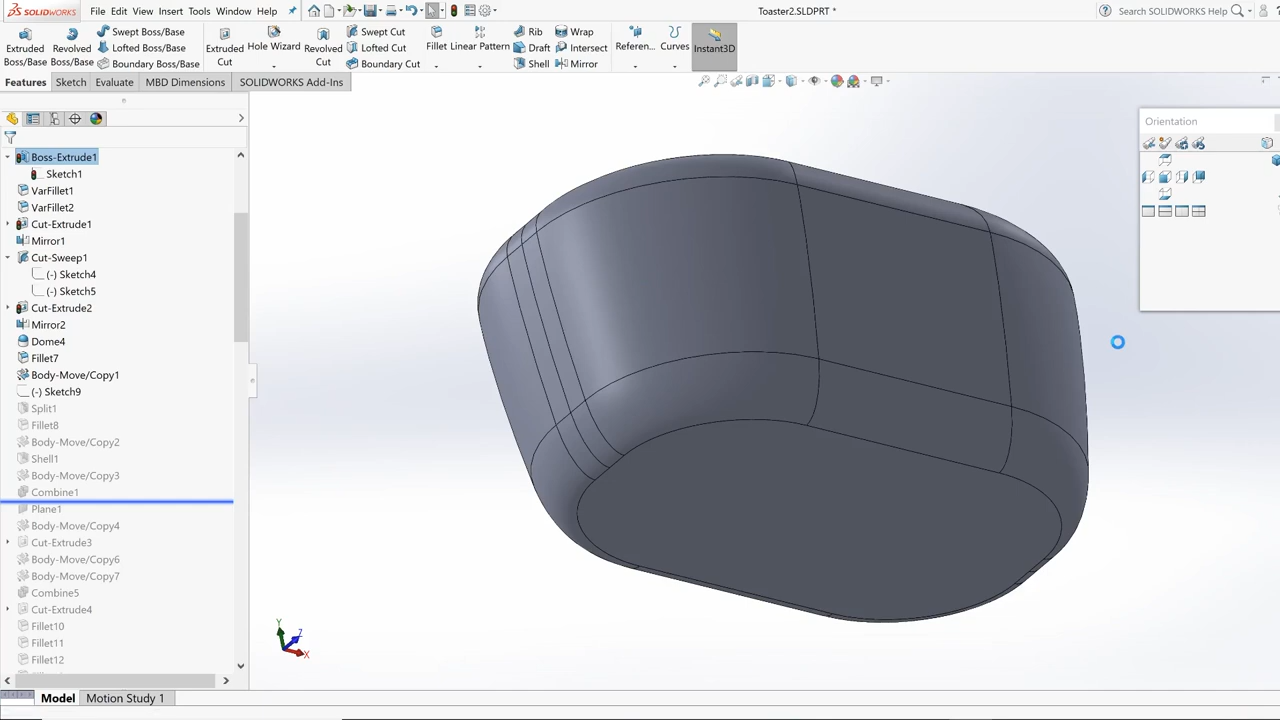 SOLIDWORKS File Edit View Insert Tools Window Help Toaster2.SLDPRT * Search SOLIDWORKS Help
Extruded Boss/Base
Revolved Boss/Base
Swept Boss/Base
Lofted Boss/Base
Boundary Boss/Base
Extruded Cut
Hole Wizard
Revolved Cut
Swept Cut
Lofted Cut
Boundary Cut
Fillet
Linear Pattern
Rib
Draft
Shell
Wrap
Intersect
Mirror
Referen...
Curves
Instant3D
Features Sketch Evaluate MBD Dimensions SOLIDWORKS Add-Ins
Orientation
Boss-Extrude1
Sketch1
VarFillet1
VarFillet2
Cut-Extrude1
Mirror1
Cut-Sweep1
(-) Sketch4
(-) Sketch5
Cut-Extrude2
Mirror2
Dome4
Fillet7
Body-Move/Copy1
(-) Sketch9
Split1
Fillet8
Body-Move/Copy2
Shell1
Body-Move/Copy3
Combine1
Plane1
Body-Move/Copy4
Cut-Extrude3
Body-Move/Copy6
Body-Move/Copy7
Combine5
Cut-Extrude4
Fillet10
Fillet11
Fillet12
Y
Z
X
Model Motion Study 1